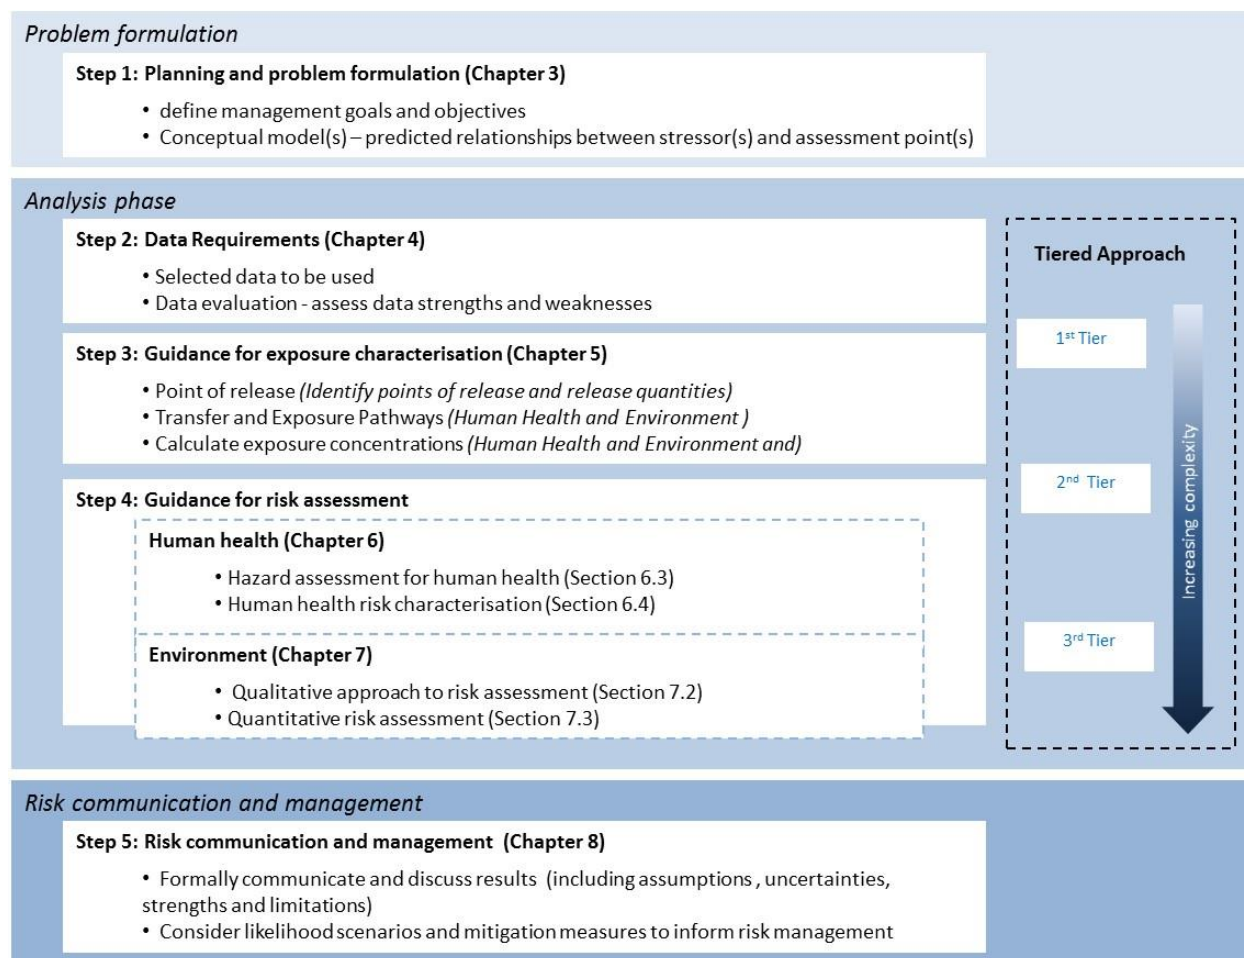 Problem formulation
Step 1: Planning and problem formulation (Chapter 3)
• define management goals and objectives
• Conceptual model(s) – predicted relationships between stressor(s) and assessment point(s)
Analysis phase
Step 2: Data Requirements (Chapter 4)
• Selected data to be used
• Data evaluation - assess data strengths and weaknesses
Step 3: Guidance for exposure characterisation (Chapter 5)
• Point of release (Identify points of release and release quantities)
• Transfer and Exposure Pathways (Human Health and Environment )
• Calculate exposure concentrations (Human Health and Environment and)
Step 4: Guidance for risk assessment
Human health (Chapter 6)
• Hazard assessment for human health (Section 6.3)
• Human health risk characterisation (Section 6.4)
Environment (Chapter 7)
• Qualitative approach to risk assessment (Section 7.2)
• Quantitative risk assessment (Section 7.3)
Tiered Approach
1st Tier
2nd Tier
3rd Tier
Increasing complexity
Risk communication and management
Step 5: Risk communication and management (Chapter 8)
• Formally communicate and discuss results (including assumptions , uncertainties,
strengths and limitations)
• Consider likelihood scenarios and mitigation measures to inform risk management